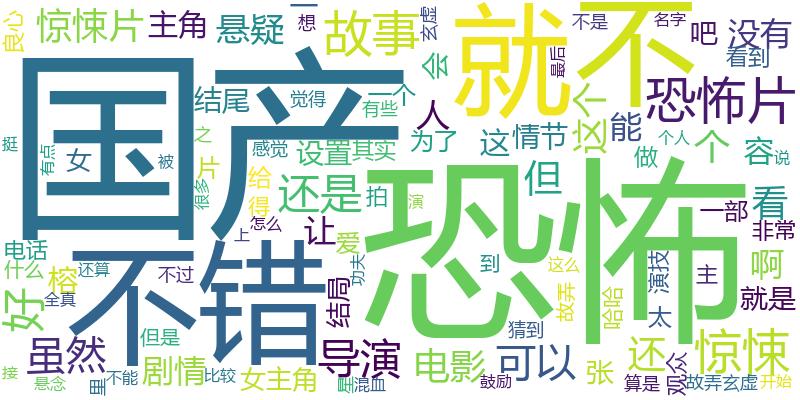 良心
惊悚片
主角
悬疑
一
想
故事
玄虚
会
就
不
不是
名字
吧
没有
看到
最后
国产
结尾
觉得
一个
有些
人
恐怖片
能
这个
挺
有点
女
被
之
片
很多
感觉
设置
其实
为了
这
情节
做
个人
个
容
说
给
得
还是
拍
演
但
恐怖
一部
看
非常
电话
什么
还算
榕
全真
不错
不过
上
怎么
让
爱
功夫
到
这么
故弄
哈哈
演技
太
主
啊
就是
好
但是
结局
猜到
虽然
剧情
导演
电影
可以
还
惊悚
接
悬念
里
不能
比较
女主角
星
混血
鼓励
张
算是
观众
故弄玄虚
开始